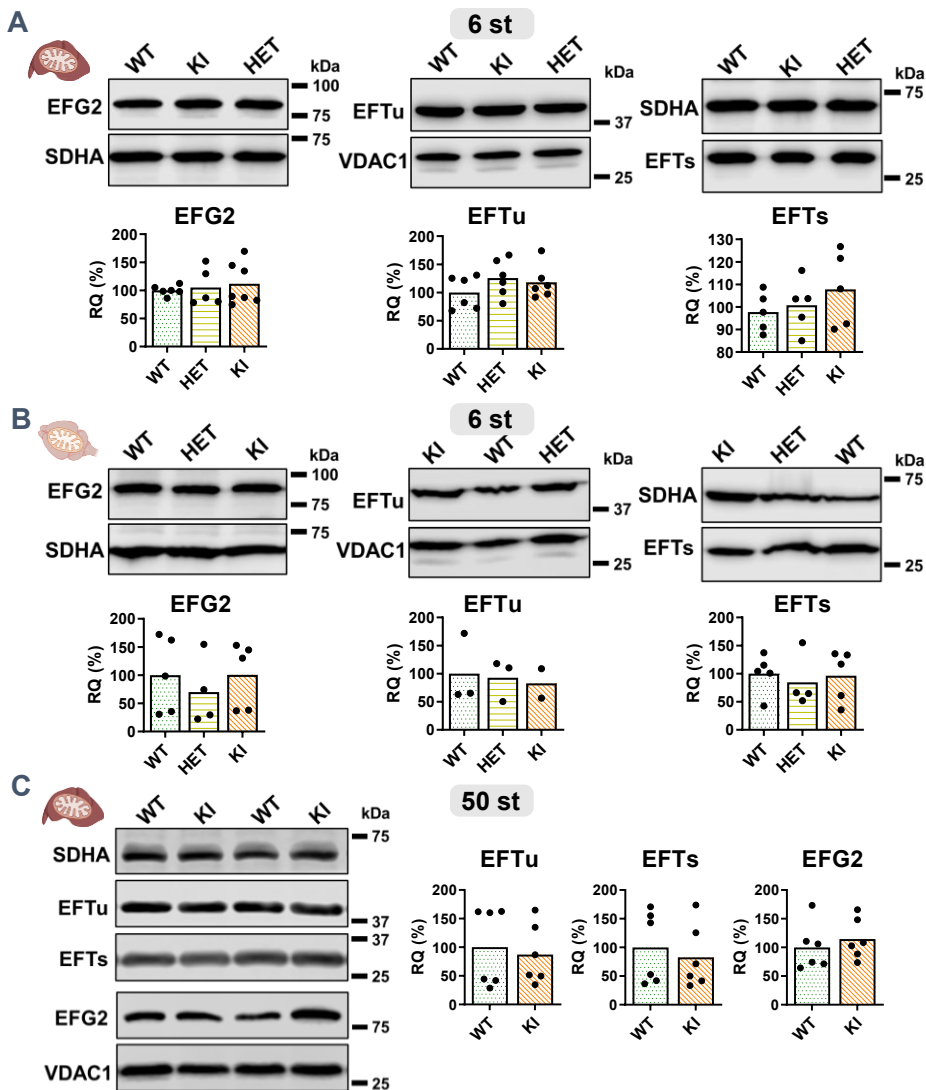 A
6 st
WT KI HET kDa
EFG2
100
75
SDHA
75
WT KI HET kDa
EFTu
37
VDAC1
25
WT KI HET kDa
SDHA
75
EFTs
25
EFG2
RQ (%)
200
150
100
50
0
WT HET KI
EFTu
RQ (%)
200
150
100
50
0
WT HET KI
EFTs
RQ (%)
130
120
110
100
90
80
WT HET KI
B
6 st
WT HET KI kDa
EFG2
100
75
SDHA
75
KI WT HET kDa
EFTu
37
VDAC1
25
KI HET WT kDa
SDHA
75
EFTs
25
EFG2
RQ (%)
200
150
100
50
0
WT HET KI
EFTu
RQ (%)
200
150
100
50
0
WT HET KI
EFTs
RQ (%)
200
150
100
50
0
WT HET KI
C
50 st
WT KI WT KI kDa
SDHA
75
EFTu
37
EFTs
37
25
EFG2
75
VDAC1
25
EFTu
RQ (%)
200
150
100
50
0
WT KI
EFTs
RQ (%)
200
150
100
50
0
WT KI
EFG2
RQ (%)
200
150
100
50
0
WT KI